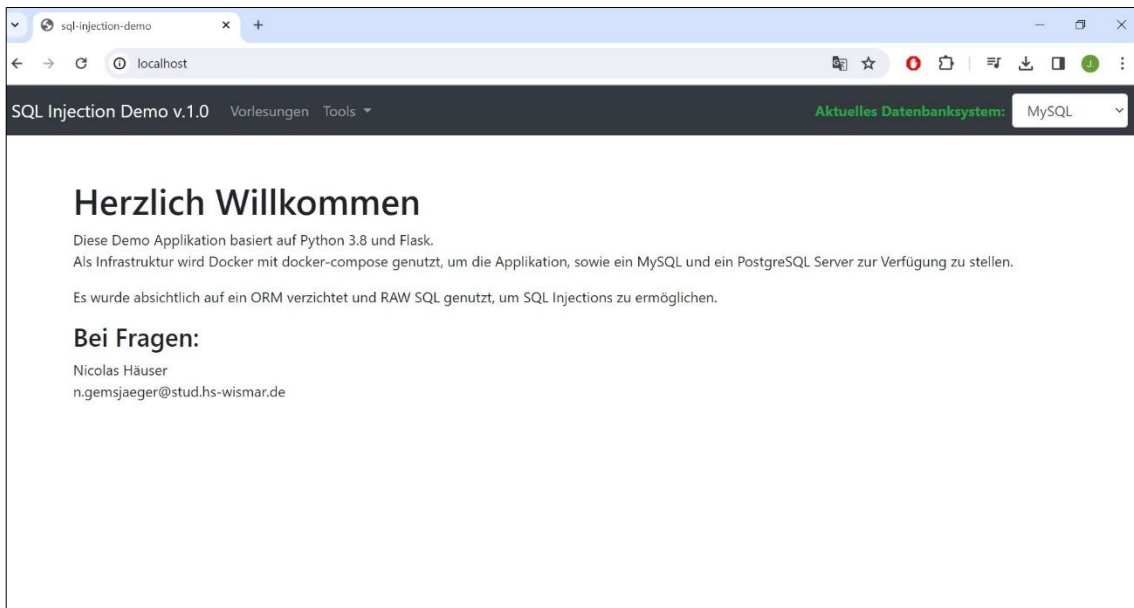 sql-injection-demo
localhost
J
SQL Injection Demo v.1.0 Vorlesungen Tools Aktuelles Datenbanksystem: MySQL
Herzlich Willkommen
Diese Demo Applikation basiert auf Python 3.8 und Flask.
Als Infrastruktur wird Docker mit docker-compose genutzt, um die Applikation, sowie ein MySQL und ein PostgreSQL Server zur Verfügung zu stellen.
Es wurde absichtlich auf ein ORM verzichtet und RAW SQL genutzt, um SQL Injections zu ermöglichen.
Bei Fragen:
Nicolas Häuser
n.gemsjaeger@stud.hs-wismar.de